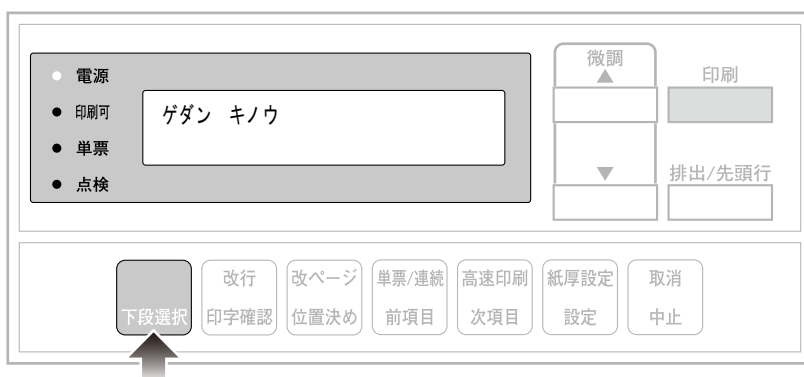 電源
印刷可
単票
点検
ゲダン キノウ
微調
▲
▼
印刷
排出/先頭行
下段選択
改行
印字確認
改ページ
位置決め
単票/連続
前項目
高速印刷
次項目
紙厚設定
設定
取消
中止